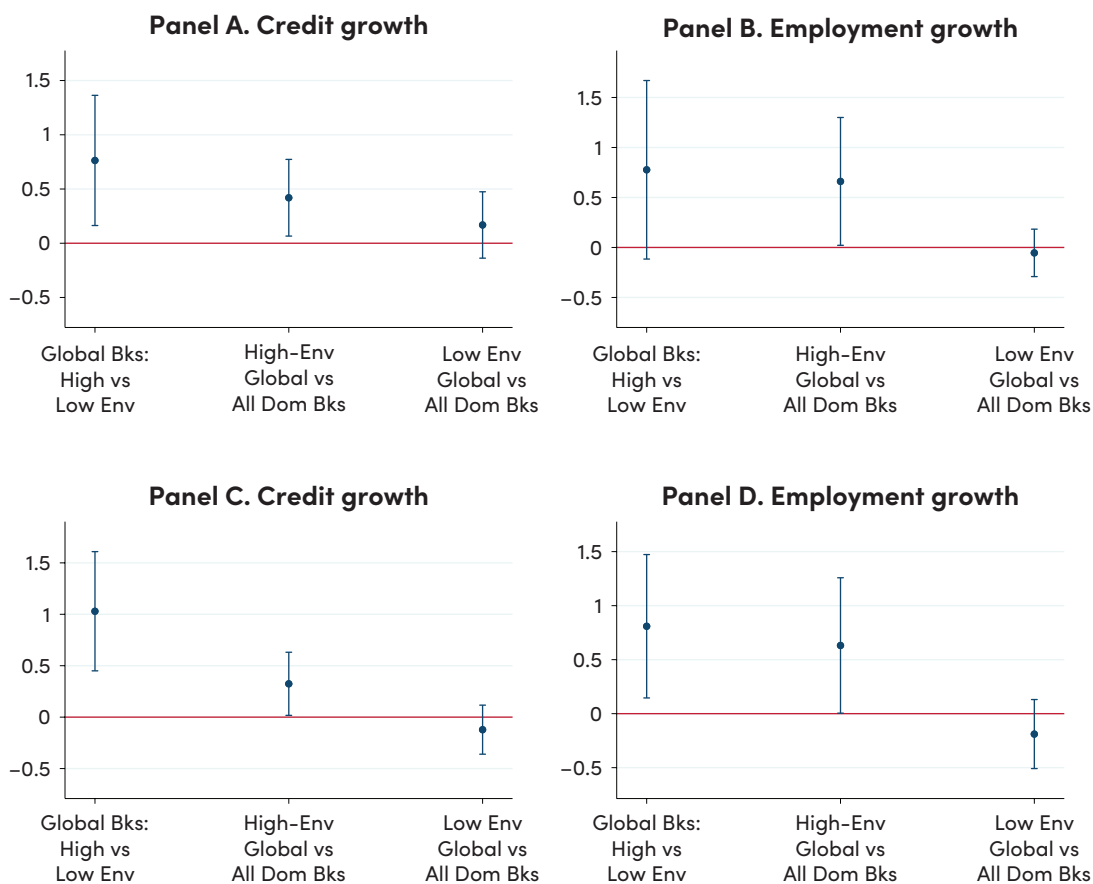 Panel A. Credit growth
1.5
1
0.5
0
−0.5
Global Bks:
High vs
Low Env
High-Env
Global vs
All Dom Bks
Low Env
Global vs
All Dom Bks
Panel B. Employment growth
1.5
1
0.5
0
−0.5
Global Bks:
High vs
Low Env
High-Env
Global vs
All Dom Bks
Low Env
Global vs
All Dom Bks
Panel C. Credit growth
1.5
1
0.5
0
−0.5
Global Bks:
High vs
Low Env
High-Env
Global vs
All Dom Bks
Low Env
Global vs
All Dom Bks
Panel D. Employment growth
1.5
1
0.5
0
−0.5
Global Bks:
High vs
Low Env
High-Env
Global vs
All Dom Bks
Low Env
Global vs
All Dom Bks